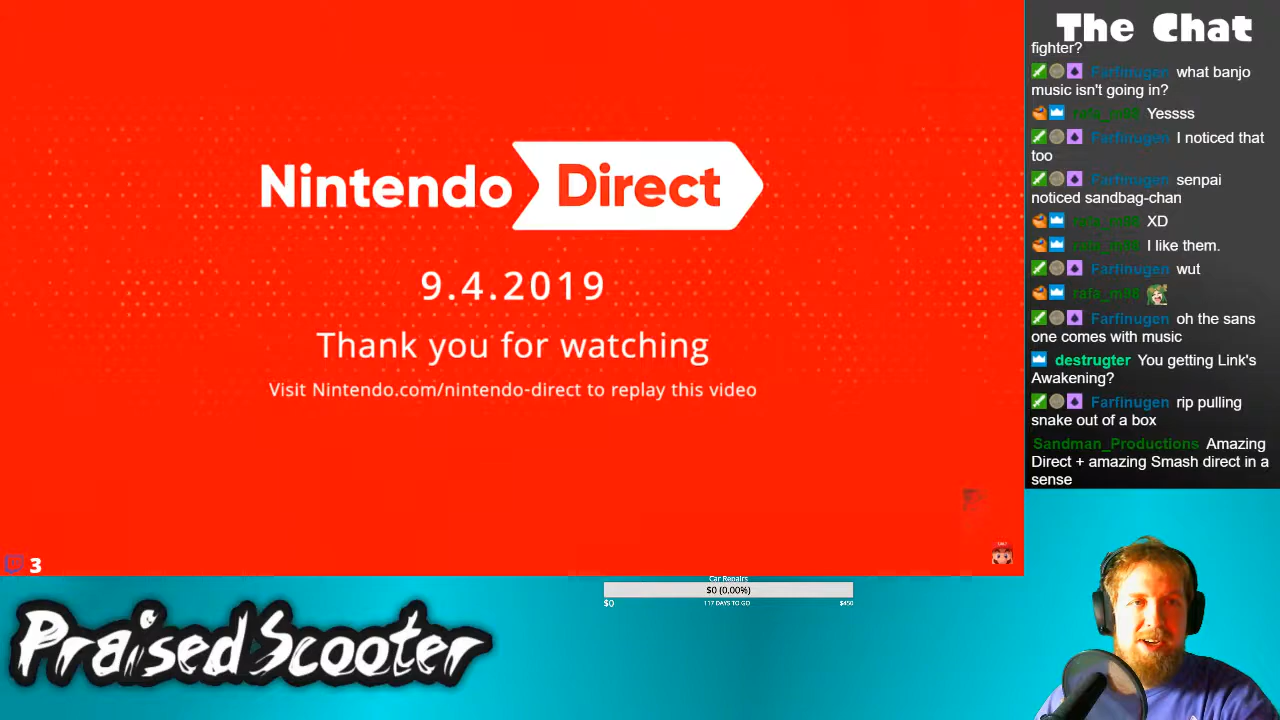 Nintendo Direct
9.4.2019
Thank you for watching
Visit Nintendo.com/nintendo-direct to replay this video
3
The Chat
fighter?
Farfinugen what banjo
music isn't going in?
rafa_m98 Yessss
Farfinugen I noticed that
too
Farfinugen senpai
noticed sandbag-chan
rafa_m98 XD
rafa_m98 I like them.
Farfinugen wut
rafa_m98
Farfinugen oh the sans
one comes with music
destrugter You getting Link's
Awakening?
Farfinugen rip pulling
snake out of a box
Sandman_Productions Amazing
Direct + amazing Smash direct in a
sense
Car Repairs
$0 (0.00%)
$0 117 DAYS TO GO $450
PraisedScooter